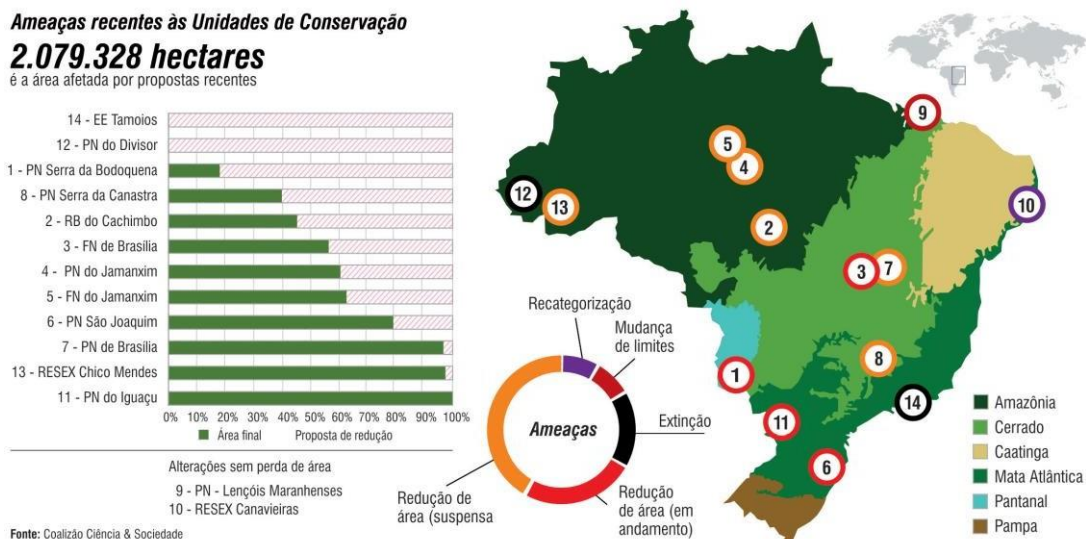 Ameaças recentes às Unidades de Conservação
2.079.328 hectares
é a área afetada por propostas recentes
14 - EE Tamoios
12 - PN do Divisor
1 - PN Serra da Bodoquena
8 - PN Serra da Canastra
2 - RB do Cachimbo
3 - FN de Brasília
4 - PN do Jamanxim
5 - FN do Jamanxim
6 - PN São Joaquim
7 - PN de Brasília
13 - RESEX Chico Mendes
11 - PN do Iguaçu
0% 10% 20% 30% 40% 50% 60% 70% 80% 90% 100%
Área final
Proposta de redução
Alterações sem perda de área
9 - PN - Lençóis Maranhenses
10 - RESEX Canavieiras
Fonte: Coalizão Ciência & Sociedade
Recategorização
Mudança
de limites
Extinção
Redução
de área (em
andamento)
Redução de
área (suspensa
Ameaças
9
5
4
12
13
10
2
3
7
8
1
14
11
6
Amazônia
Cerrado
Caatinga
Mata Atlântica
Pantanal
Pampa